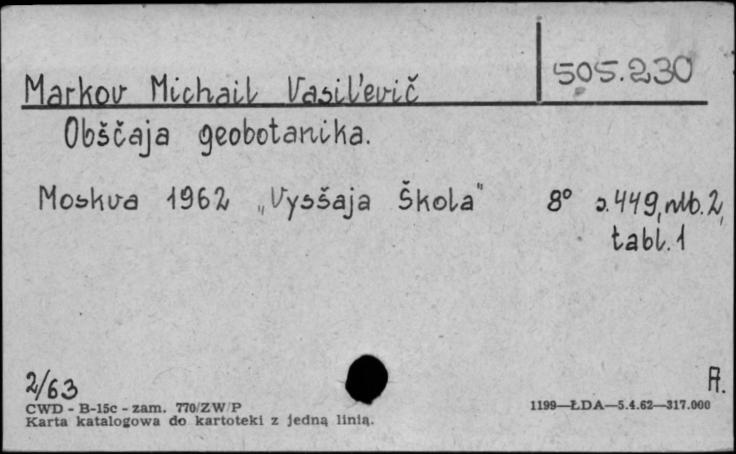 505.230
Markov Michail Vasil'evič
Obščaja geobotanika.
Moskva 1962 „Vysšaja Škola" 8° s.449, nlb.2,
tabl.1
2/63
A.
CWD - B-15c - zam. 770/ZW/P
1199—ŁDA—5.4.62—317.000
Karta katalogowa do kartoteki z jedną linią.